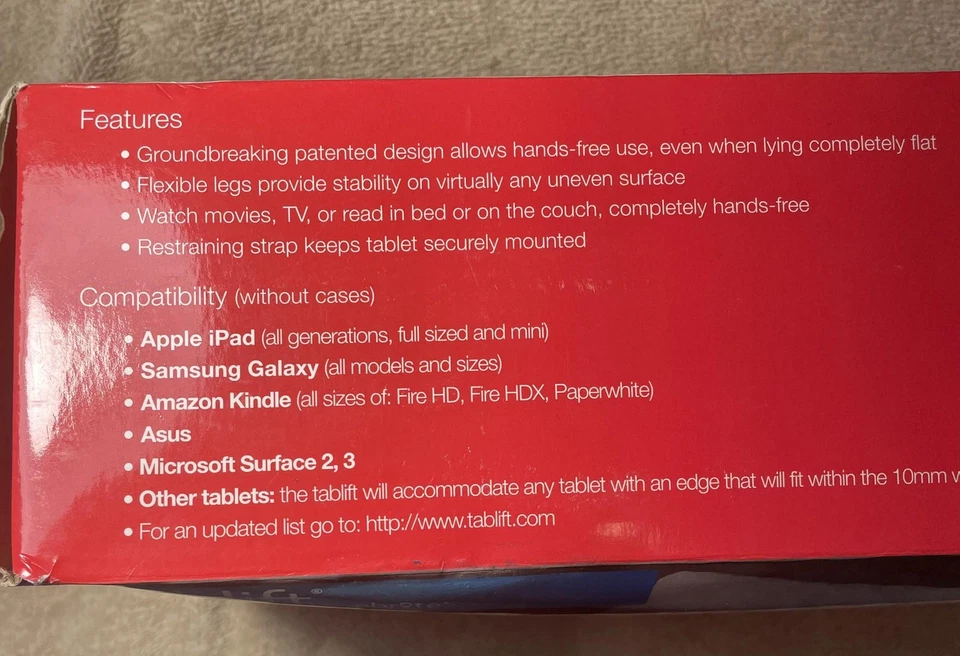 Features
• Groundbreaking patented design allows hands-free use, even when lying completely flat
• Flexible legs provide stability on virtually any uneven surface
• Watch movies, TV, or read in bed or on the couch, completely hands-free
• Restraining strap keeps tablet securely mounted
Compatibility (without cases)
• Apple iPad (all generations, full sized and mini)
• Samsung Galaxy (all models and sizes)
• Amazon Kindle (all sizes of: Fire HD, Fire HDX, Paperwhite)
• Asus
• Microsoft Surface 2, 3
• Other tablets: the tablift will accommodate any tablet with an edge that will fit within the 10mm
• For an updated list go to: http://www.tablift.com